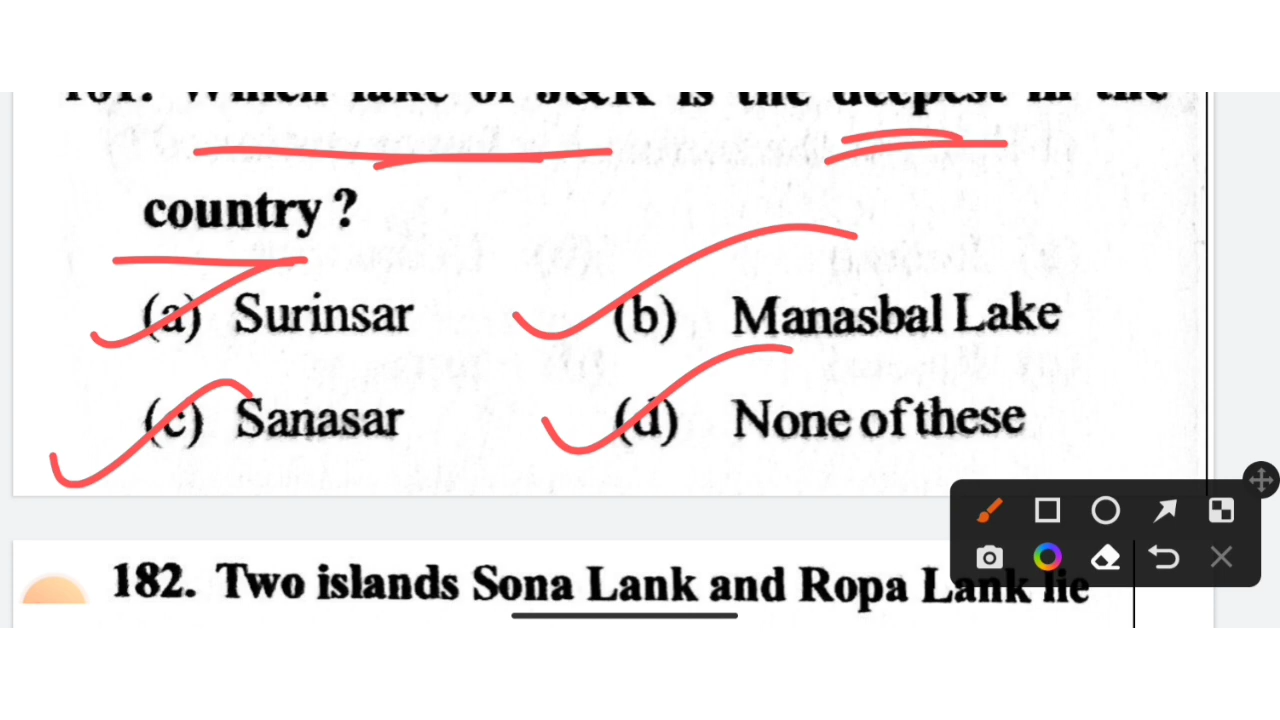 181. Which lake of J&K is the deepest in the
country ?
(a) Surinsar (b) Manasbal Lake
(c) Sanasar (d) None of these
182. Two islands Sona Lank and Ropa Lank lie